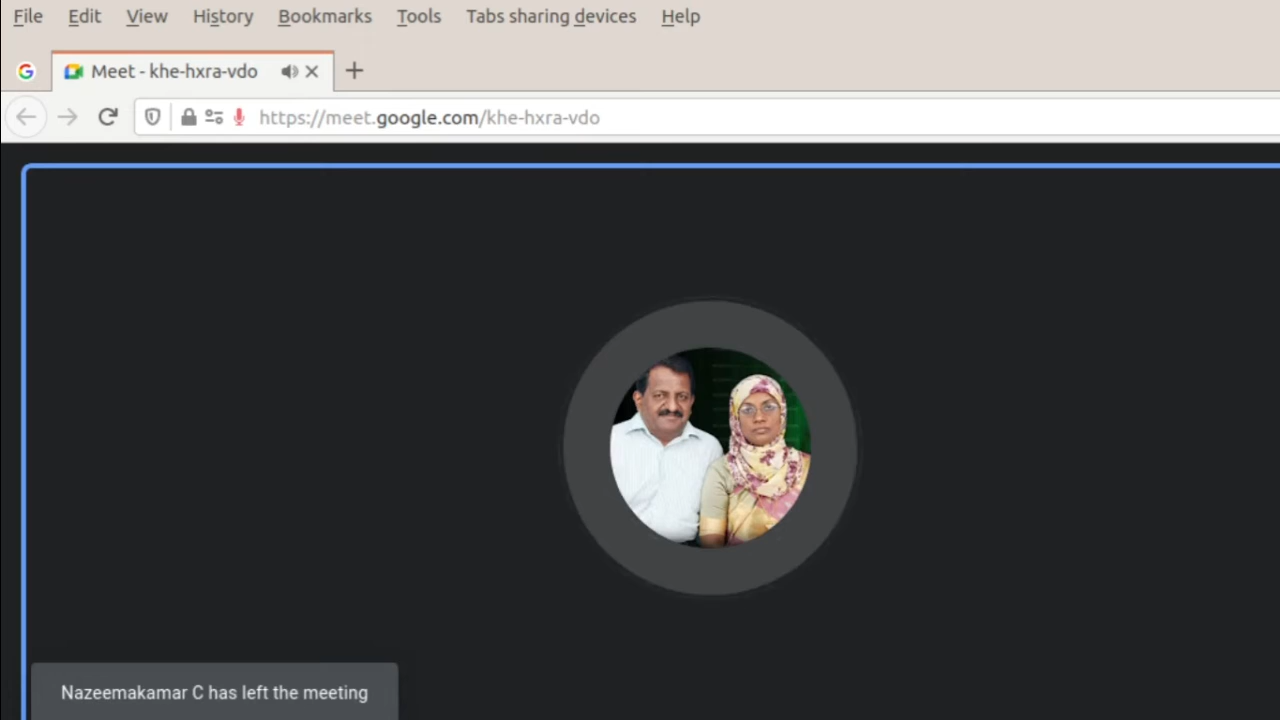 File Edit View History Bookmarks Tools Tabs sharing devices Help
Meet - khe-hxra-vdo
https://meet.google.com/khe-hxra-vdo
Nazeemakamar C has left the meeting